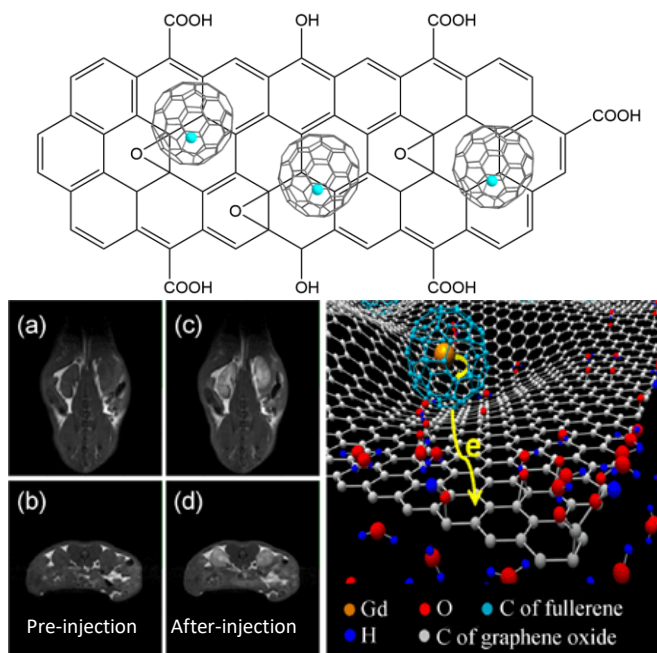 COOH
OH
COOH
COOH
O
O
O
COOH
OH
COOH
(a)
(c)
(b)
(d)
Pre-injection
After-injection
e
Gd
O
C of fullerene
H
C of graphene oxide